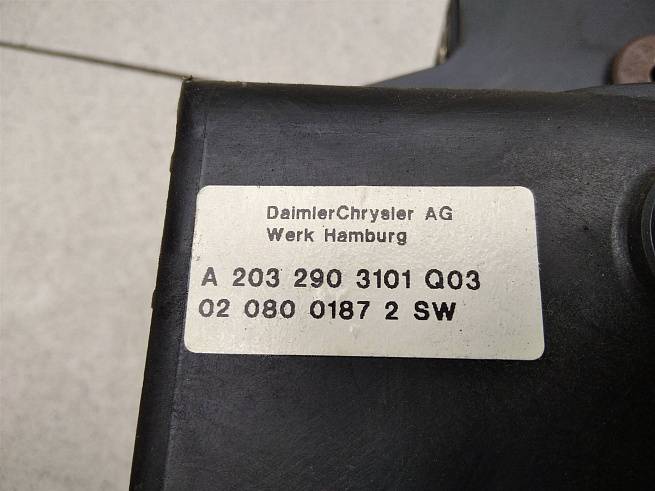 DaimlerChrysler AG
Werk Hamburg
A 203 290 3101 Q03
02 080 0187 2 SW